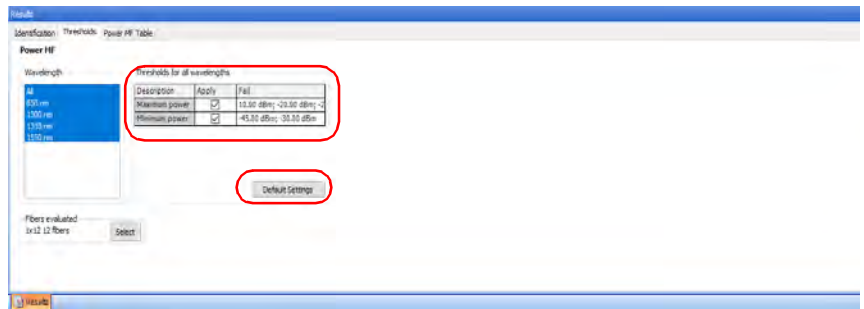 Results
Identification Thresholds Power MF Table
Power MF
Wavelength
Thresholds for all wavelengths
All
850 nm
1300 nm
1310 nm
1550 nm
Description Apply Fail
Maximum power 10.00 dBm; -20.00 dBm; -2
Minimum power -45.00 dBm; -30.00 dBm
Default Settings
Fibers evaluated
1x12 12 fibers
Select
Results